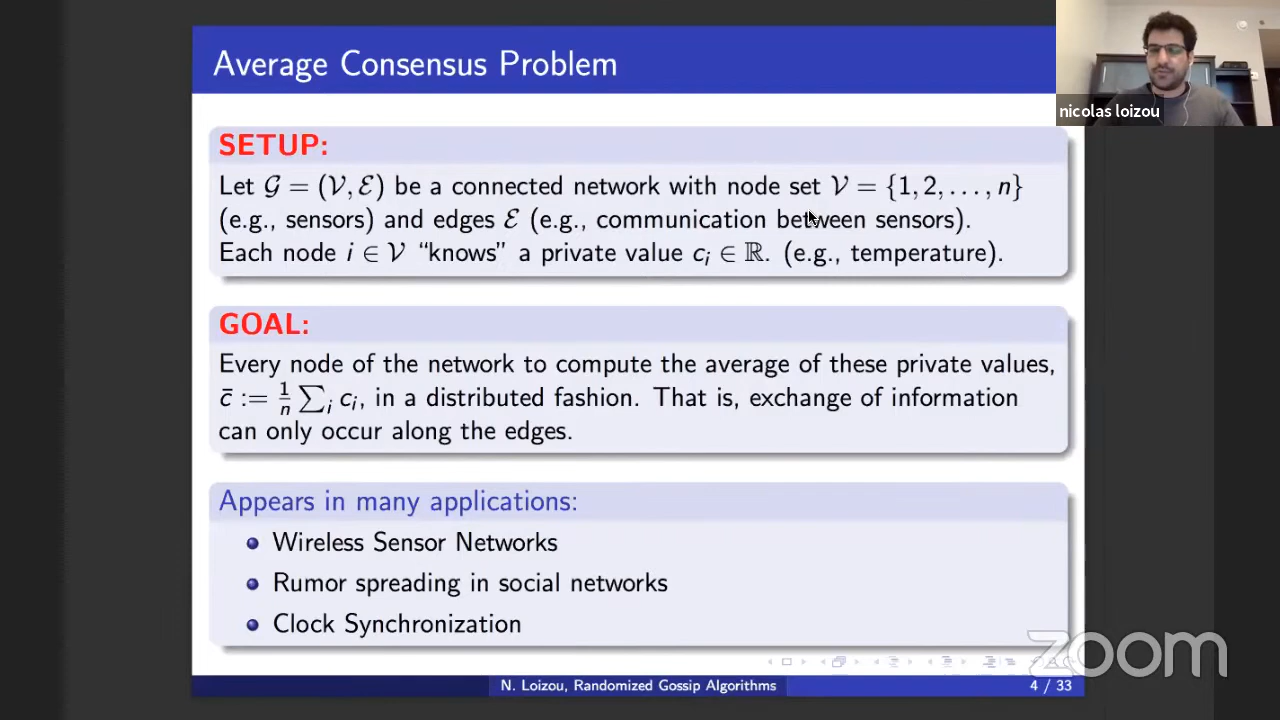 Average Consensus Problem
nicolas loizou
SETUP:
Let 𝒢 = (𝒱, ℰ) be a connected network with node set 𝒱 = {1, 2, . . . , n}
(e.g., sensors) and edges ℰ (e.g., communication between sensors).
Each node i ∈ 𝒱 “knows” a private value cᵢ ∈ ℝ. (e.g., temperature).
GOAL:
Every node of the network to compute the average of these private values,
c̄ := 1/n ∑ᵢ cᵢ, in a distributed fashion. That is, exchange of information
can only occur along the edges.
Appears in many applications:
Wireless Sensor Networks
Rumor spreading in social networks
Clock Synchronization
zoom
N. Loizou, Randomized Gossip Algorithms
4 / 33